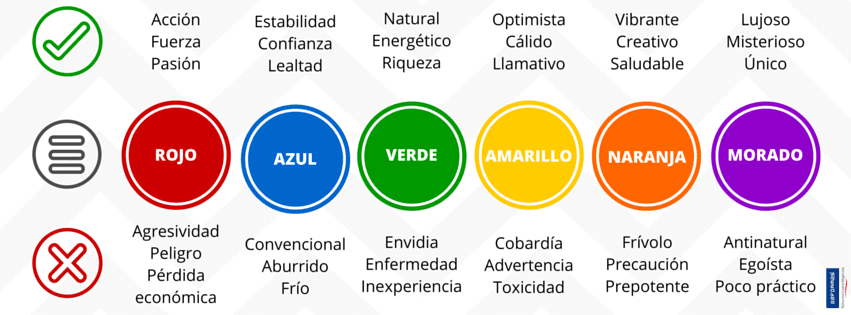 Acción
Fuerza
Pasión
Estabilidad
Confianza
Lealtad
Natural
Energético
Riqueza
Optimista
Cálido
Llamativo
Vibrante
Creativo
Saludable
Lujoso
Misterioso
Único
ROJO
AZUL
VERDE
AMARILLO
NARANJA
MORADO
Agresividad
Peligro
Pérdida
económica
Convencional
Aburrido
Frío
Envidia
Enfermedad
Inexperiencia
Cobardía
Advertencia
Toxicidad
Frívolo
Precaución
Prepotente
Antinatural
Egoísta
Poco práctico